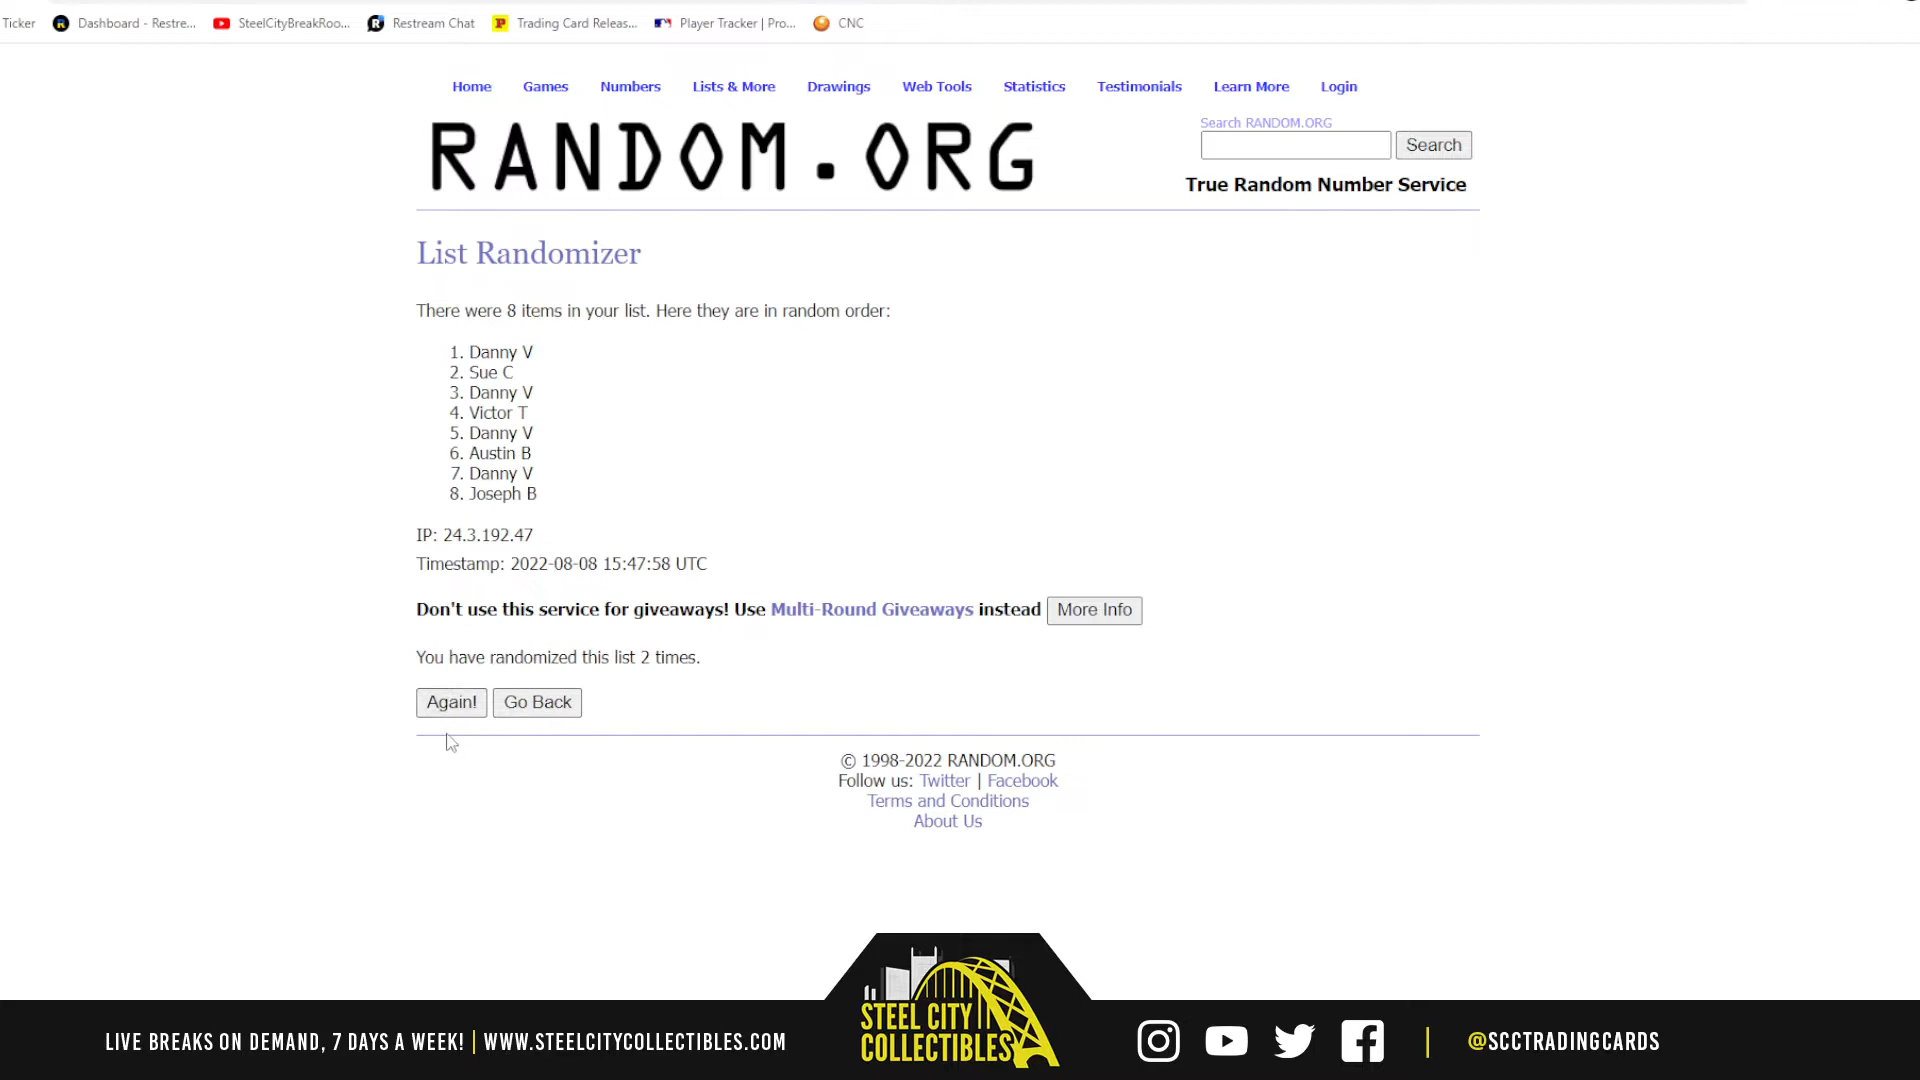 Ticker Dashboard - Restre... SteelCityBreakRoo... Restream Chat Trading Card Releas... Player Tracker | Pro... CNC
Home Games Numbers Lists & More Drawings Web Tools Statistics Testimonials Learn More Login
RANDOM.ORG
Search RANDOM.ORG
Search
True Random Number Service
List Randomizer
There were 8 items in your list. Here they are in random order:
1. Danny V
2. Sue C
3. Danny V
4. Victor T
5. Danny V
6. Austin B
7. Danny V
8. Joseph B
IP: 24.3.192.47
Timestamp: 2022-08-08 15:47:58 UTC
Don't use this service for giveaways! Use Multi-Round Giveaways instead More Info
You have randomized this list 2 times.
Again! Go Back
© 1998-2022 RANDOM.ORG
Follow us: Twitter | Facebook
Terms and Conditions
About Us
LIVE BREAKS ON DEMAND, 7 DAYS A WEEK! | WWW.STEELCITYCOLLECTIBLES.COM
STEEL CITY
COLLECTIBLES
| @SCCTRADINGCARDS